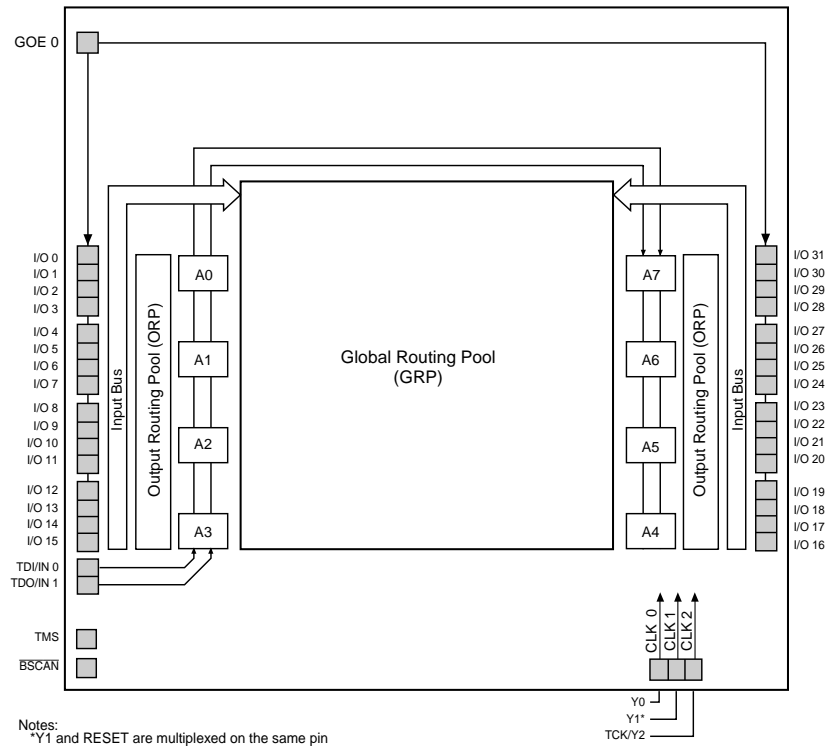 GOE 0
I/O 0
I/O 1
I/O 2
I/O 3
I/O 4
I/O 5
I/O 6
I/O 7
I/O 8
I/O 9
I/O 10
I/O 11
I/O 12
I/O 13
I/O 14
I/O 15
TDI/IN 0
TDO/IN 1
TMS
BSCAN
Input Bus
Output Routing Pool (ORP)
A0
A1
A2
A3
Global Routing Pool
(GRP)
A7
A6
A5
A4
Output Routing Pool (ORP)
Input Bus
I/O 31
I/O 30
I/O 29
I/O 28
I/O 27
I/O 26
I/O 25
I/O 24
I/O 23
I/O 22
I/O 21
I/O 20
I/O 19
I/O 18
I/O 17
I/O 16
CLK 0
CLK 1
CLK 2
Y0
Y1*
TCK/Y2
Notes:
*Y1 and RESET are multiplexed on the same pin